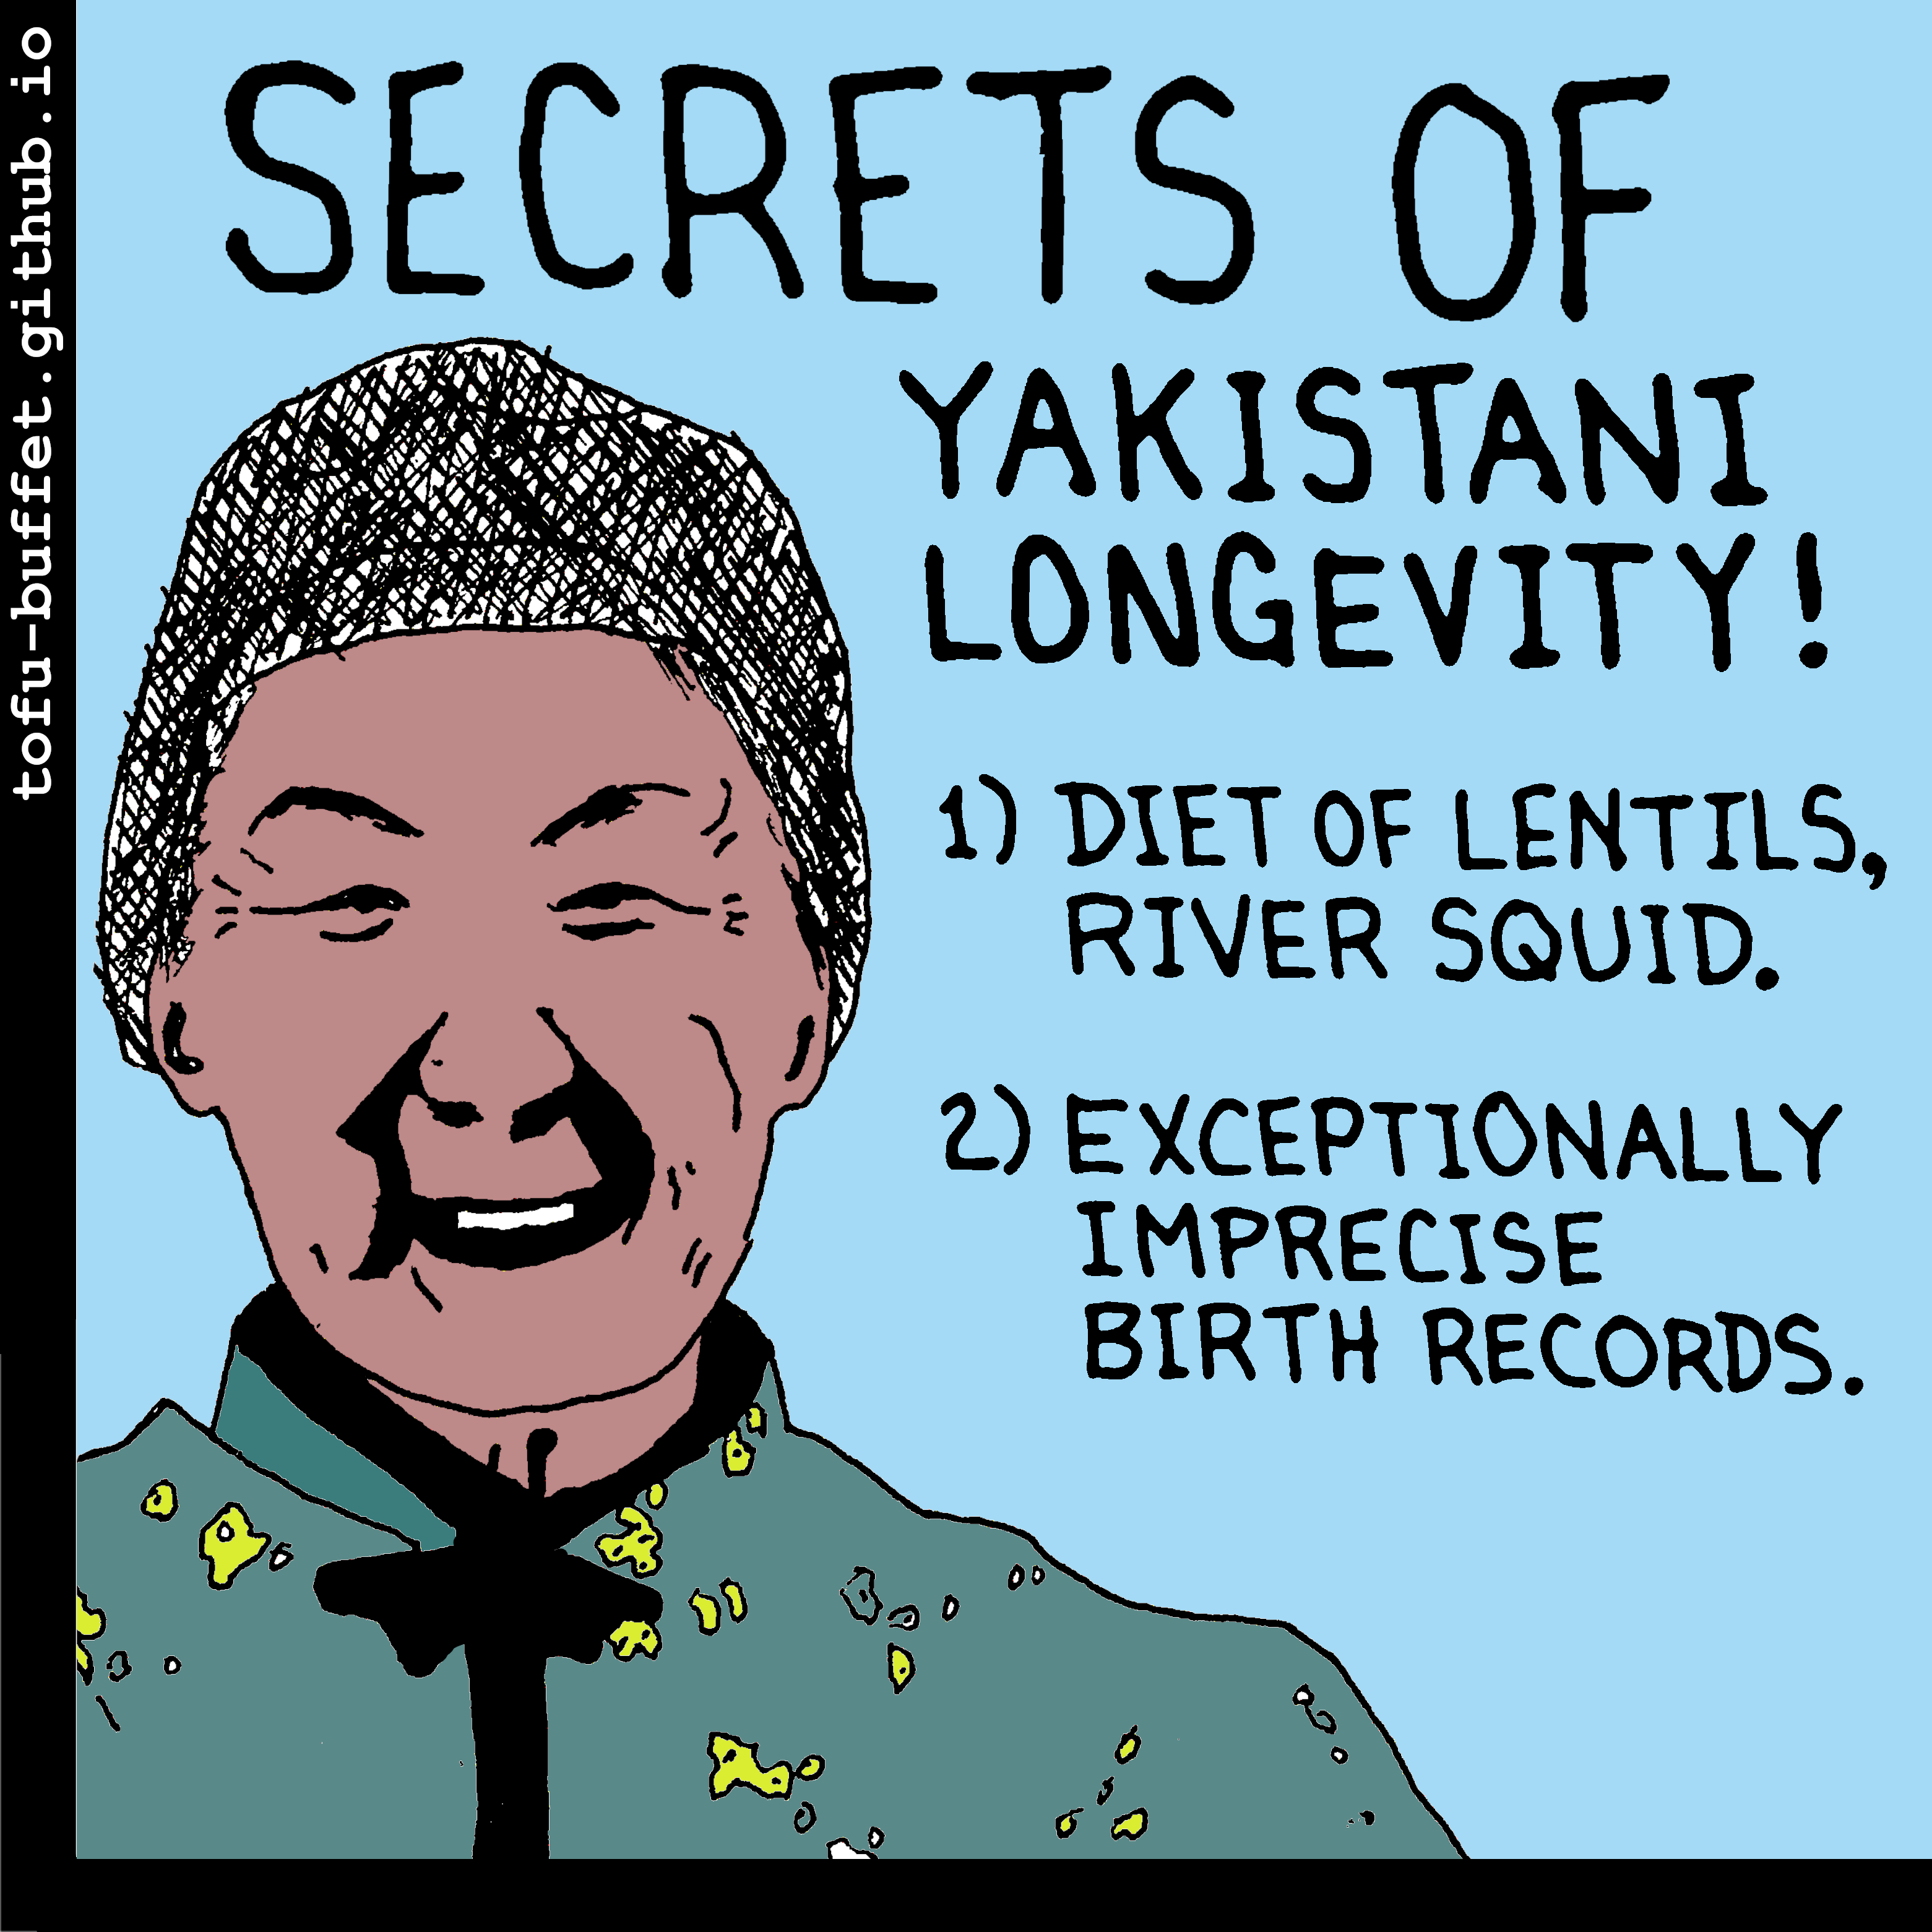 tofu-buffet.github.io
SECRETS OF
YAKISTANI
LONGEVITY!
1) DIET OF LENTILS,
RIVER SQUID.
2) EXCEPTIONALLY
IMPRECISE
BIRTH RECORDS.